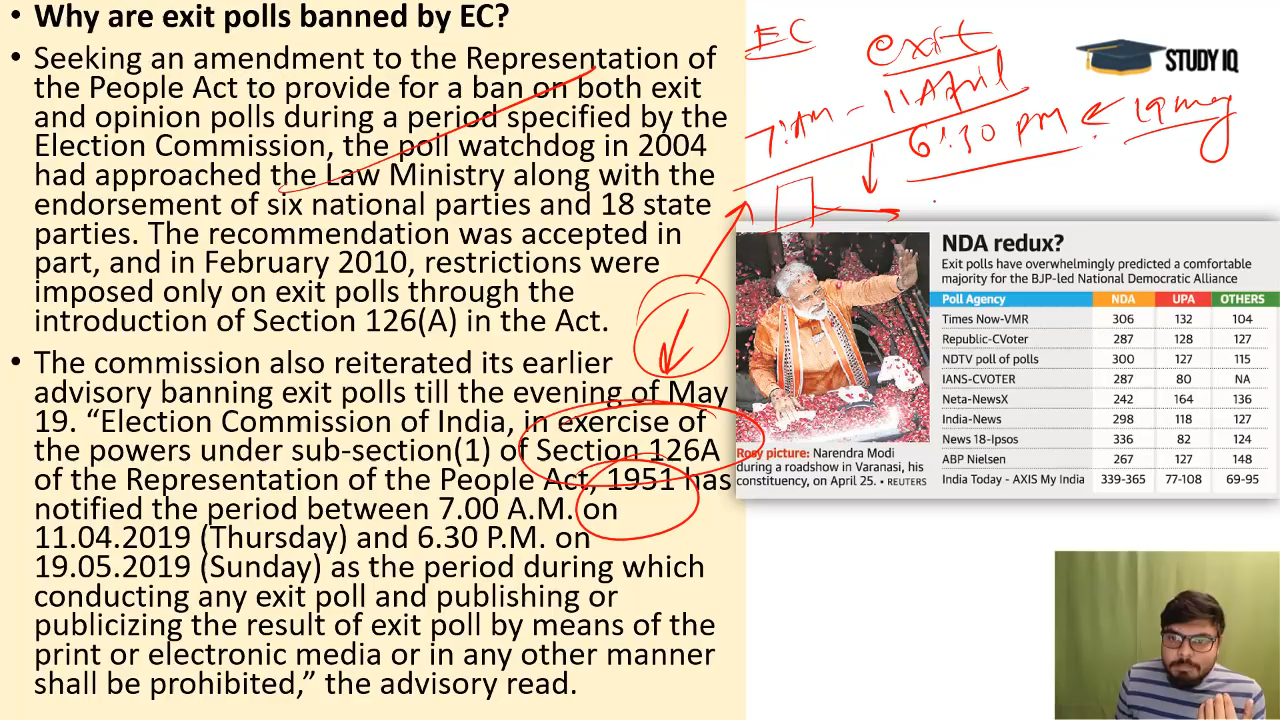 • Why are exit polls banned by EC?
• Seeking an amendment to the Representation of
the People Act to provide for a ban on both exit
and opinion polls during a period specified by the
Election Commission, the poll watchdog in 2004
had approached the Law Ministry along with the
endorsement of six national parties and 18 state
parties. The recommendation was accepted in
part, and in February 2010, restrictions were
imposed only on exit polls through the
introduction of Section 126(A) in the Act.
• The commission also reiterated its earlier
advisory banning exit polls till the evening of May
19. “Election Commission of India, in exercise of
the powers under sub-section(1) of Section 126A
of the Representation of the People Act, 1951 has
notified the period between 7.00 A.M. on
11.04.2019 (Thursday) and 6.30 P.M. on
19.05.2019 (Sunday) as the period during which
conducting any exit poll and publishing or
publicizing the result of exit poll by means of the
print or electronic media or in any other manner
shall be prohibited,” the advisory read.
EC
exit
7:AM - 11 April
6:30 pm
19 may
STUDY IQ
NDA redux?
Exit polls have overwhelmingly predicted a comfortable
majority for the BJP-led National Democratic Alliance
Poll Agency NDA UPA OTHERS
Times Now-VMR 306 132 104
Republic-CVoter 287 128 127
NDTV poll of polls 300 127 115
IANS-CVOTER 287 80 NA
Neta-NewsX 242 164 136
India-News 298 118 127
News 18-Ipsos 336 82 124
ABP Nielsen 267 127 148
India Today - AXIS My India 339-365 77-108 69-95
Rosy picture: Narendra Modi
during a roadshow in Varanasi, his
constituency, on April 25. • REUTERS